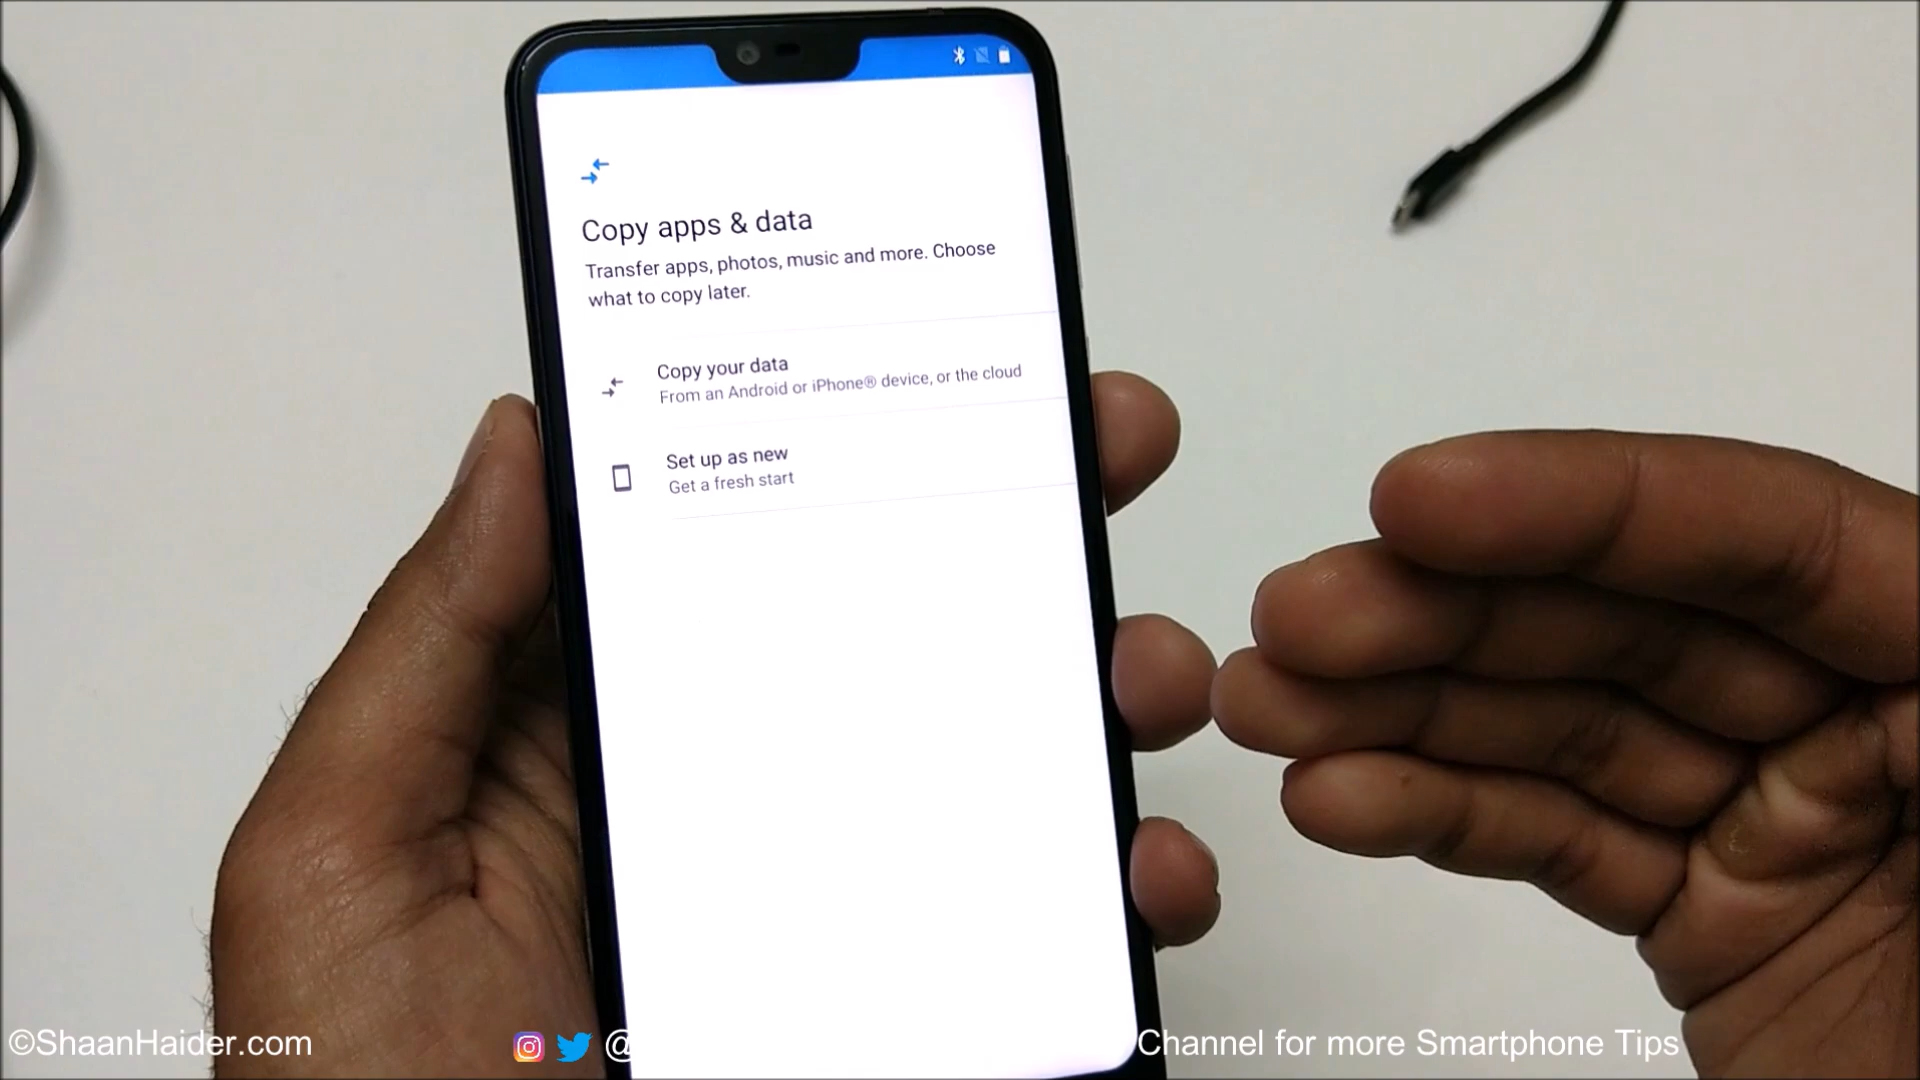 Copy apps & data
Transfer apps, photos, music and more. Choose
what to copy later.
Copy your data
From an Android or iPhone® device, or the cloud
Set up as new
Get a fresh start
©ShaanHaider.com
@
Channel for more Smartphone Tips